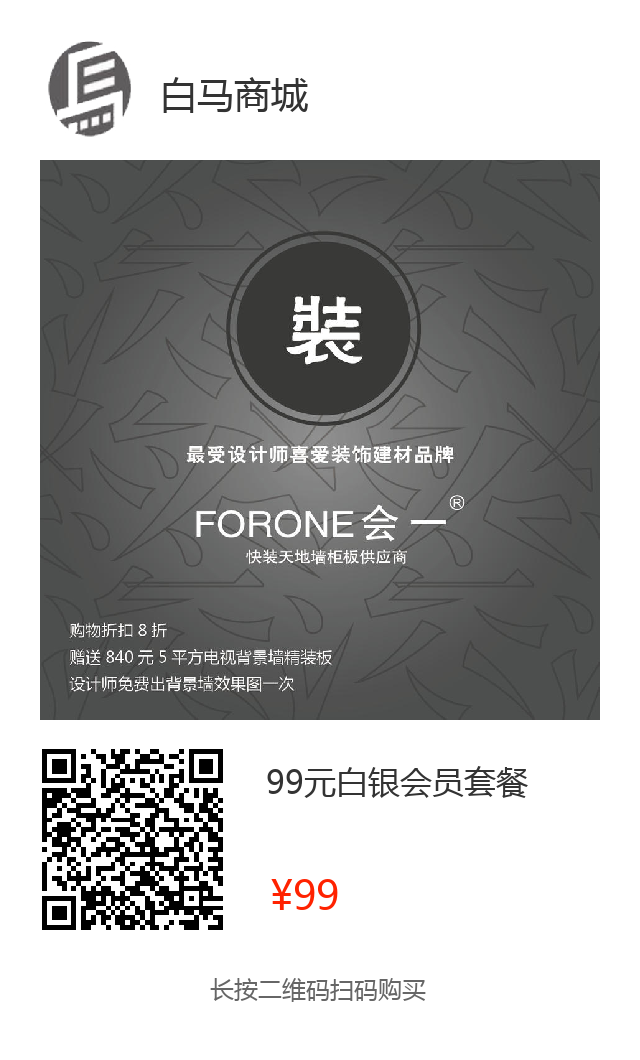 白马商城
裝
最受设计师喜爱装饰建材品牌
FORONE 会一®
快装天地墙柜板供应商
购物折扣 8 折
赠送 840 元 5 平方电视背景墙精装板
设计师免费出背景墙效果图一次
99元白银会员套餐
¥99
长按二维码扫码购买